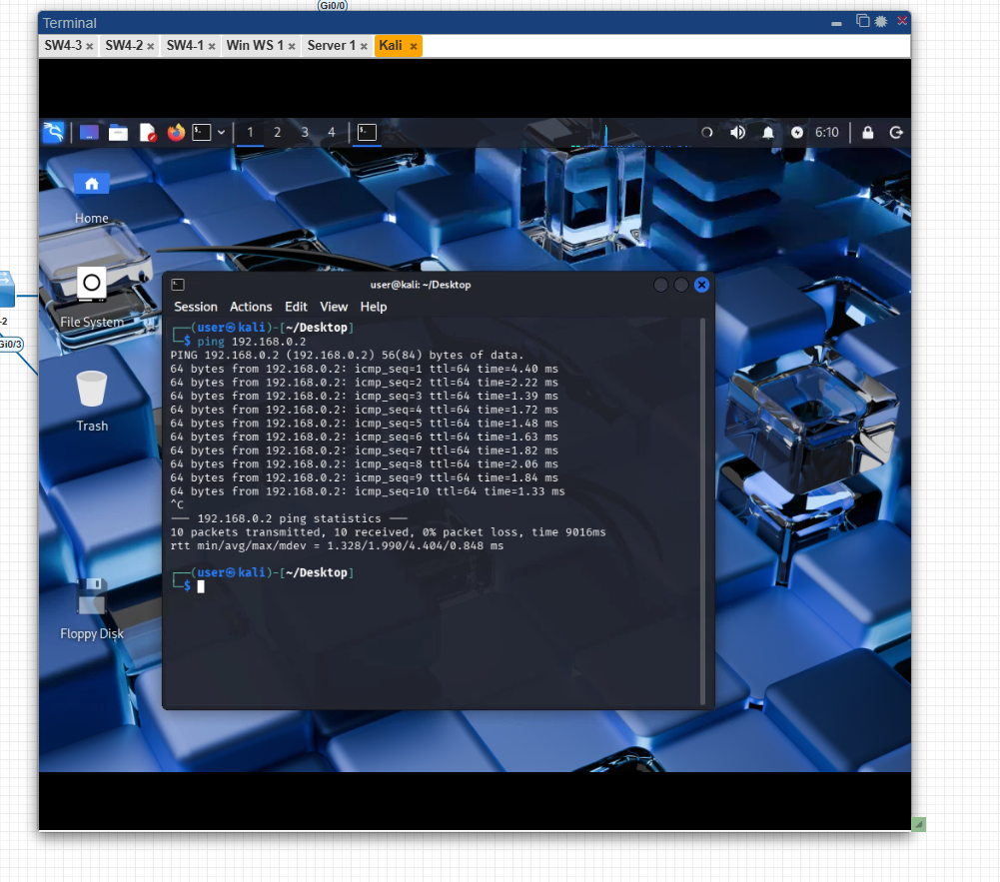 Gi0/0
Terminal
SW4-3 × SW4-2 × SW4-1 × Win WS 1 × Server 1 × Kali ×
1 2 3 4 6:10
Home
File System
Trash
Floppy Disk
-2
Gi0/3
user@kali: ~/Desktop
Session Actions Edit View Help
┌──(user㉿kali)-[~/Desktop]
└─$ ping 192.168.0.2
PING 192.168.0.2 (192.168.0.2) 56(84) bytes of data.
64 bytes from 192.168.0.2: icmp_seq=1 ttl=64 time=4.40 ms
64 bytes from 192.168.0.2: icmp_seq=2 ttl=64 time=2.22 ms
64 bytes from 192.168.0.2: icmp_seq=3 ttl=64 time=1.39 ms
64 bytes from 192.168.0.2: icmp_seq=4 ttl=64 time=1.72 ms
64 bytes from 192.168.0.2: icmp_seq=5 ttl=64 time=1.48 ms
64 bytes from 192.168.0.2: icmp_seq=6 ttl=64 time=1.63 ms
64 bytes from 192.168.0.2: icmp_seq=7 ttl=64 time=1.82 ms
64 bytes from 192.168.0.2: icmp_seq=8 ttl=64 time=2.06 ms
64 bytes from 192.168.0.2: icmp_seq=9 ttl=64 time=1.84 ms
64 bytes from 192.168.0.2: icmp_seq=10 ttl=64 time=1.33 ms
^C
── 192.168.0.2 ping statistics ──
10 packets transmitted, 10 received, 0% packet loss, time 9016ms
rtt min/avg/max/mdev = 1.328/1.990/4.404/0.848 ms
┌──(user㉿kali)-[~/Desktop]
└─$